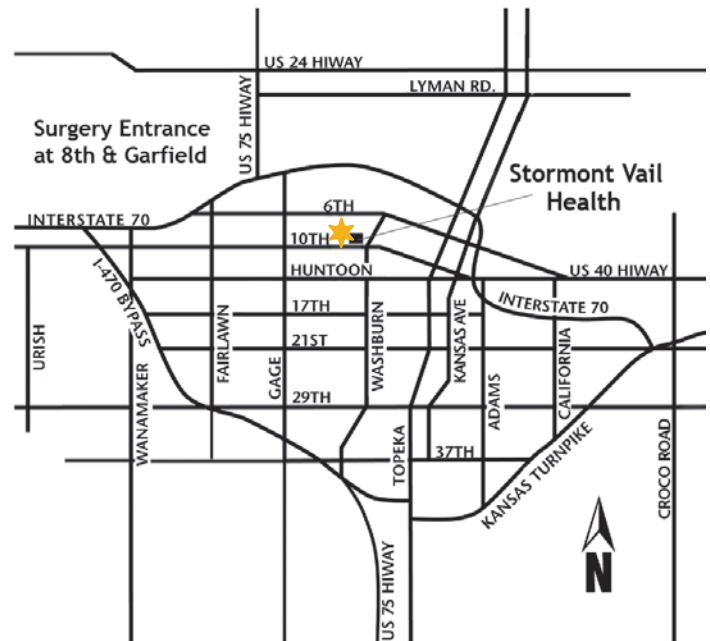 US 24 HIWAY
LYMAN RD.
US 75 HIWAY
Surgery Entrance
at 8th & Garfield
Stormont Vail
Health
6TH
INTERSTATE 70
10TH
HUNTOON
US 40 HIWAY
I-470 BYPASS
INTERSTATE 70
17TH
21ST
URISH
FAIRLAWN
GAGE
WASHBURN
KANSAS AVE
CALIFORNIA
WANAMAKER
29TH
ADAMS
TOPEKA
37TH
KANSAS TURNPIKE
CROCO ROAD
US 75 HIWAY
N